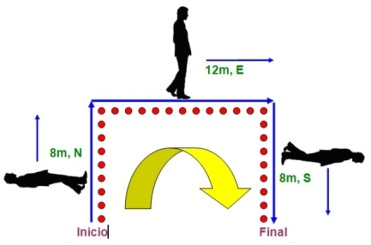 12m, E
8m, N
8m, S
Inicio
Final